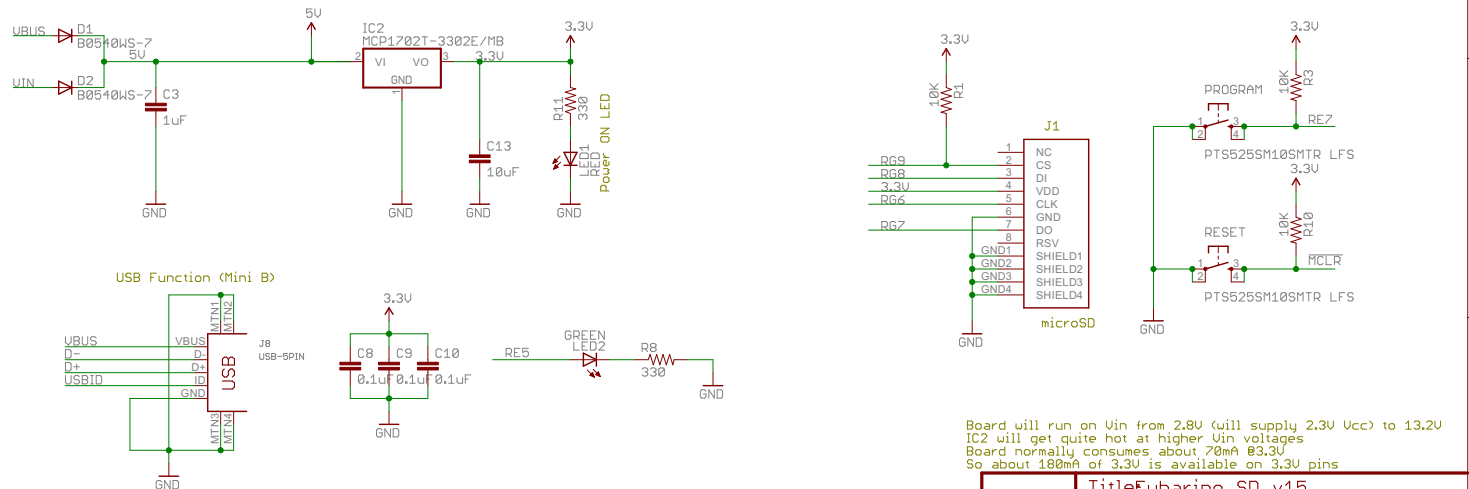 VBUS
D1
B0540WS-7
5V
VIN
D2
B0540WS-7
C3
1uF
GND
5V
IC2
MCP1702T-3302E/MB
2
VI
VO
3
GND
1
3.3V
GND
C13
10uF
GND
3.3V
R11
330
LED1
RED
Power ON LED
GND
3.3V
10K
R1
J1
RG9
RG8
3.3V
RG6
RG7
GND1
GND2
GND3
GND4
1 NC
2 CS
3 DI
4 VDD
5 CLK
6 GND
7 DO
8 RSV
SHIELD1
SHIELD2
SHIELD3
SHIELD4
microSD
GND
3.3V
10K
R3
PROGRAM
1
2
3
4
RE7
PTS525SM10SMTR LFS
3.3V
10K
R10
RESET
1
2
3
4
MCLR
PTS525SM10SMTR LFS
GND
USB Function (Mini B)
MTN1
MTN2
VBUS
D-
D+
USBID
VBUS
D-
D+
ID
GND
USB
J8
USB-5PIN
MTN3
MTN4
GND
3.3V
C8
C9
C10
0.1uF
0.1uF
0.1uF
GND
RE5
GREEN
LED2
R8
330
GND
Board will run on Vin from 2.8V (will supply 2.3V Vcc) to 13.2V
IC2 will get quite hot at higher Vin voltages
Board normally consumes about 70mA @3.3V
So about 180mA of 3.3V is available on 3.3V pins
Title
SD v15